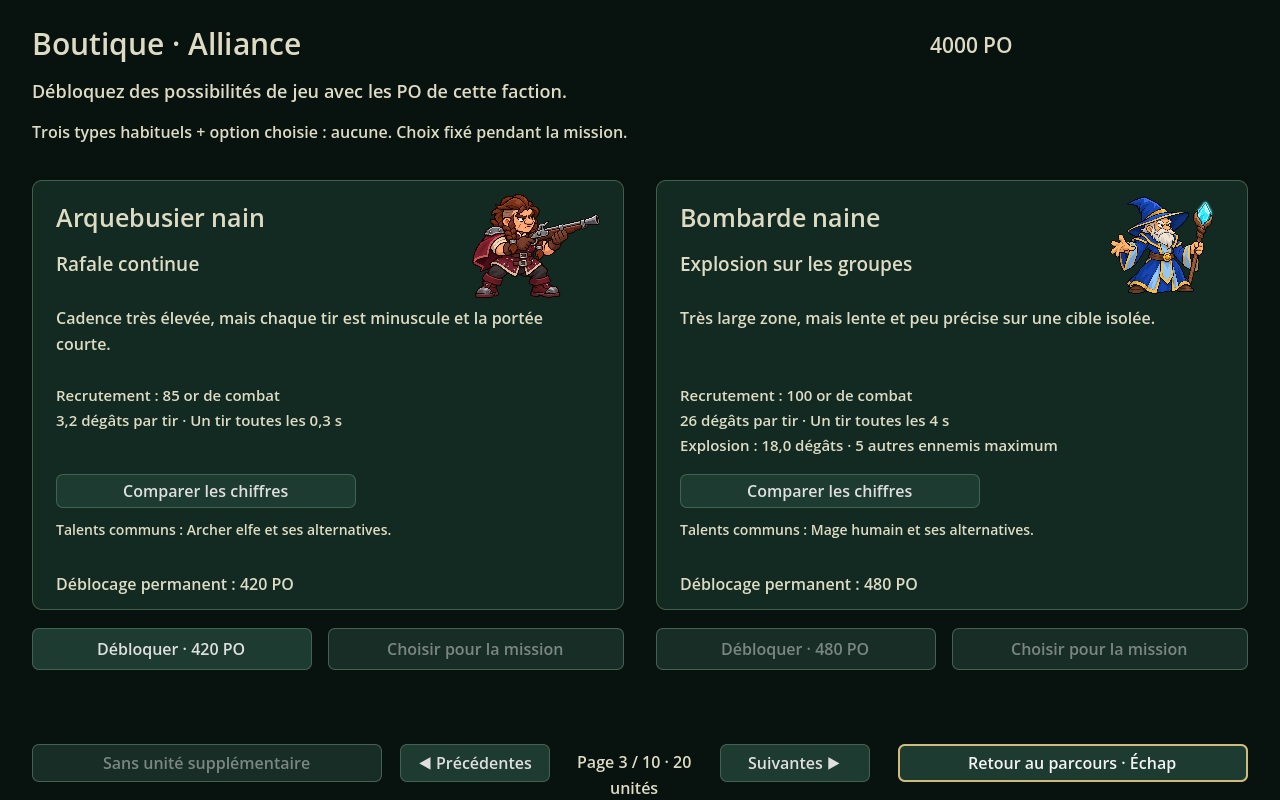 Boutique · Alliance
4000 PO
Débloquez des possibilités de jeu avec les PO de cette faction.
Trois types habituels + option choisie : aucune. Choix fixé pendant la mission.
Arquebusier nain
Rafale continue
Cadence très élevée, mais chaque tir est minuscule et la portée
courte.
Recrutement : 85 or de combat
3,2 dégâts par tir · Un tir toutes les 0,3 s
Comparer les chiffres
Talents communs : Archer elfe et ses alternatives.
Déblocage permanent : 420 PO
Débloquer · 420 PO
Choisir pour la mission
Bombarde naine
Explosion sur les groupes
Très large zone, mais lente et peu précise sur une cible isolée.
Recrutement : 100 or de combat
26 dégâts par tir · Un tir toutes les 4 s
Explosion : 18,0 dégâts · 5 autres ennemis maximum
Comparer les chiffres
Talents communs : Mage humain et ses alternatives.
Déblocage permanent : 480 PO
Débloquer · 480 PO
Choisir pour la mission
Sans unité supplémentaire
◀ Précédentes
Page 3 / 10 · 20
unités
Suivantes ▶
Retour au parcours · Échap